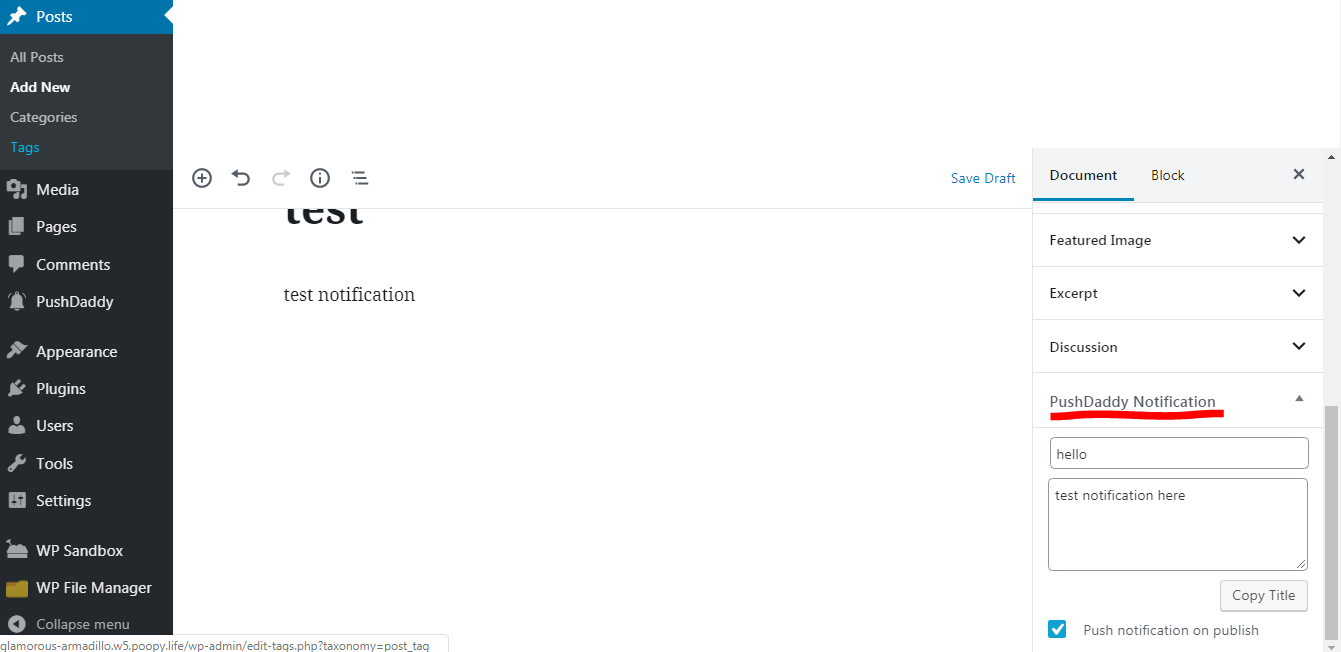 Posts
All Posts
Add New
Categories
Tags
Media
Pages
Comments
PushDaddy
Appearance
Plugins
Users
Tools
Settings
WP Sandbox
WP File Manager
Collapse menu
glamorous-armadillo.w5.poopy.life/wp-admin/edit-tags.php?taxonomy=post_tag
Save Draft
test
test notification
Document Block
Featured Image
Excerpt
Discussion
PushDaddy Notification
hello
test notification here
Copy Title
Push notification on publish